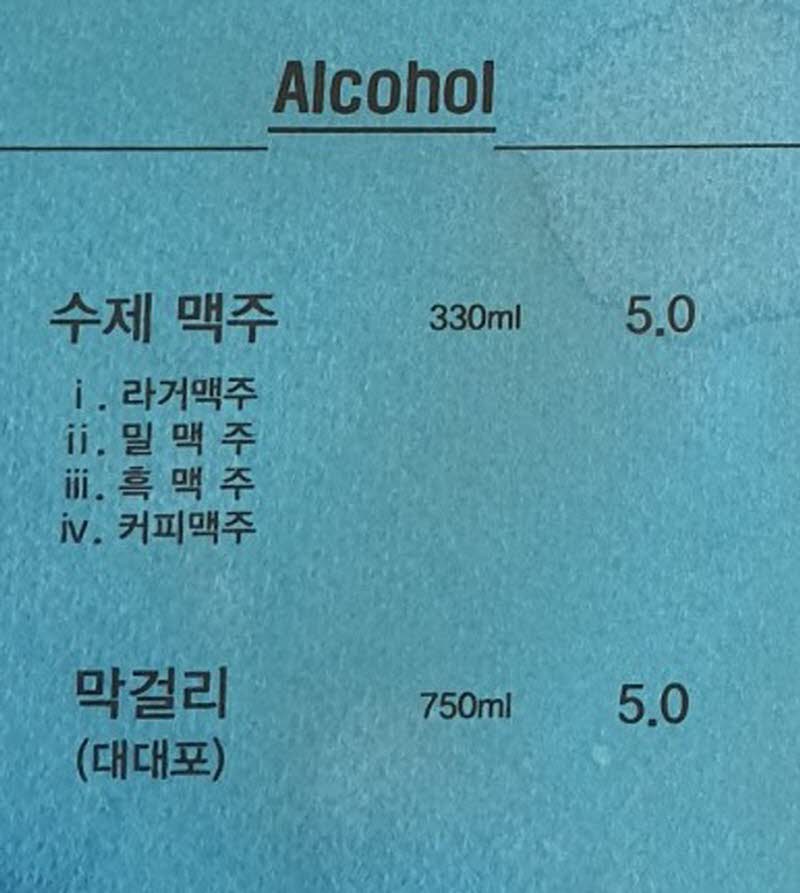 Alcohol
수제 맥주 330ml 5.0
i. 라거맥주
ii. 밀 맥 주
iii. 흑 맥 주
iv. 커피맥주
막걸리 750ml 5.0
(대대포)